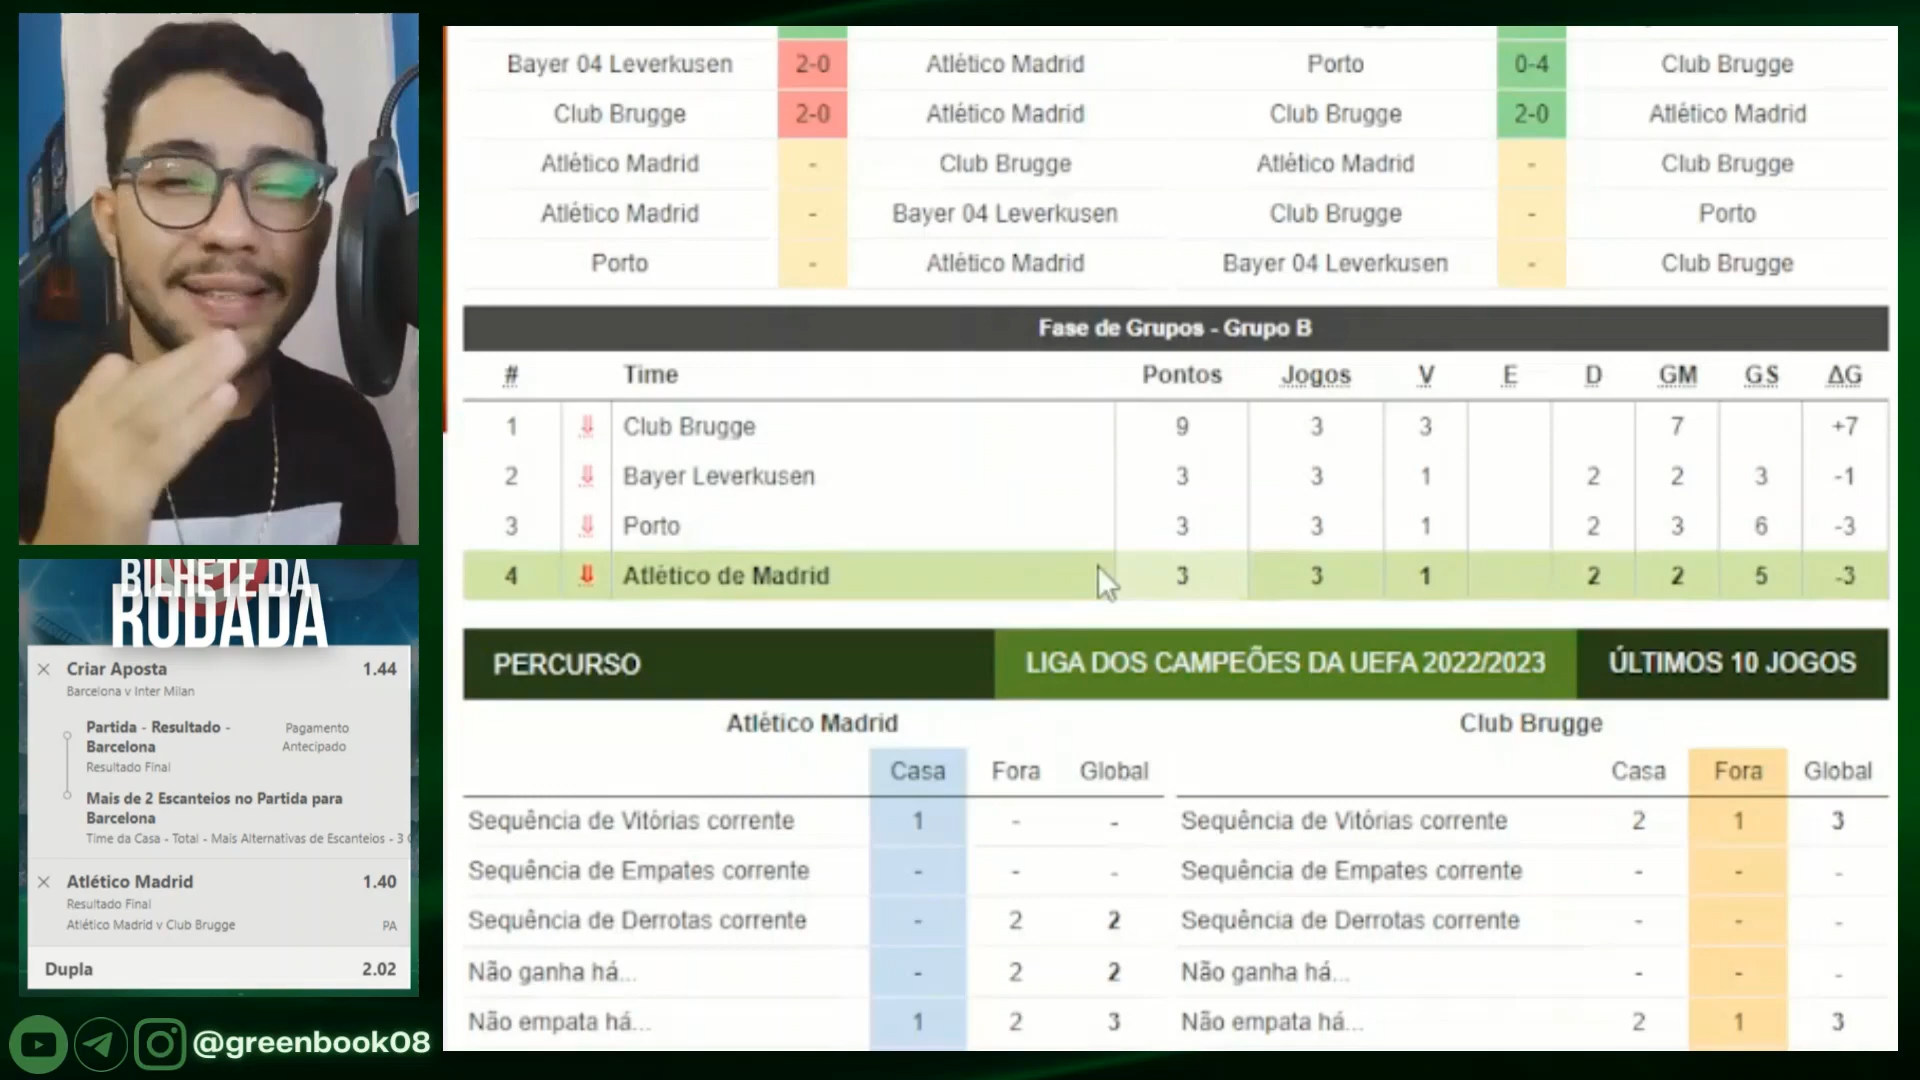 Bayer 04 Leverkusen 2-0 Atlético Madrid Porto 0-4 Club Brugge
Club Brugge 2-0 Atlético Madrid Club Brugge 2-0 Atlético Madrid
Atlético Madrid - Club Brugge Atlético Madrid - Club Brugge
Atlético Madrid - Bayer 04 Leverkusen Club Brugge - Porto
Porto - Atlético Madrid Bayer 04 Leverkusen - Club Brugge
Fase de Grupos - Grupo B
# Time Pontos Jogos V E D GM GS ΔG
1 Club Brugge 9 3 3 7 +7
2 Bayer Leverkusen 3 3 1 2 2 3 -1
3 Porto 3 3 1 2 3 6 -3
4 Atlético de Madrid 3 3 1 2 2 5 -3
PERCURSO LIGA DOS CAMPEÕES DA UEFA 2022/2023 ÚLTIMOS 10 JOGOS
Atlético Madrid Club Brugge
Casa Fora Global Casa Fora Global
Sequência de Vitórias corrente 1 - - Sequência de Vitórias corrente 2 1 3
Sequência de Empates corrente - - - Sequência de Empates corrente - - -
Sequência de Derrotas corrente - 2 2 Sequência de Derrotas corrente - - -
Não ganha há... - 2 2 Não ganha há... - - -
Não empata há... 1 2 3 Não empata há... 2 1 3
BILHETE DA
RODADA
Criar Aposta 1.44
Barcelona v Inter Milan
Partida - Resultado - Pagamento
Barcelona Antecipado
Resultado Final
Mais de 2 Escanteios no Partida para
Barcelona
Time da Casa - Total - Mais Alternativas de Escanteios - 3
Atlético Madrid 1.40
Resultado Final
Atlético Madrid v Club Brugge PA
Dupla 2.02
@greenbook08